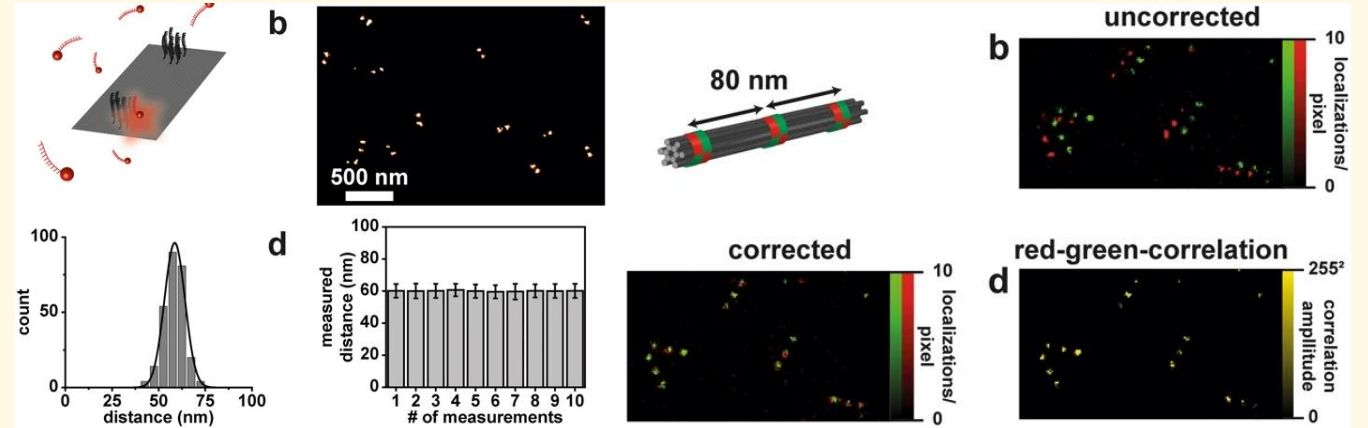 b
500 nm
80 nm
uncorrected
b
10
localizations/
pixel
0
100
50
0
count
0 25 50 75 100
distance (nm)
d
100
80
60
40
20
0
measured
distance (nm)
1 2 3 4 5 6 7 8 9 10
# of measurements
corrected
10
localizations/
pixel
0
red-green-correlation
d
255²
correlation
ampllitude
0